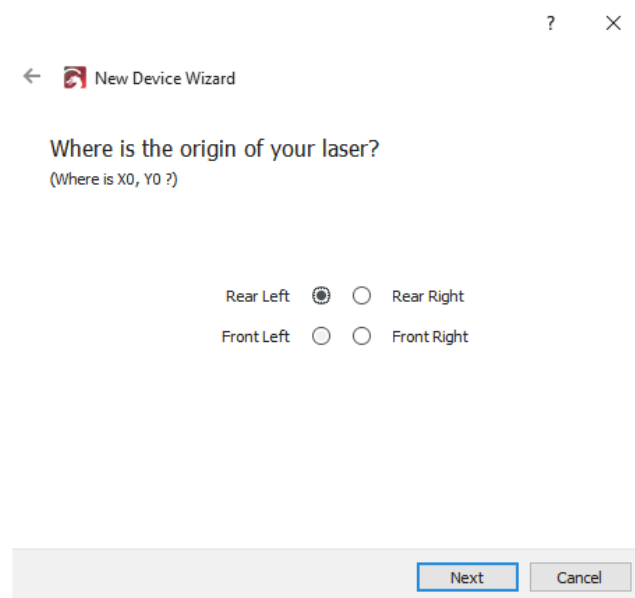 ?
New Device Wizard
Where is the origin of your laser?
(Where is X0, Y0 ?)
Rear Left Rear Right
Front Left Front Right
Next Cancel